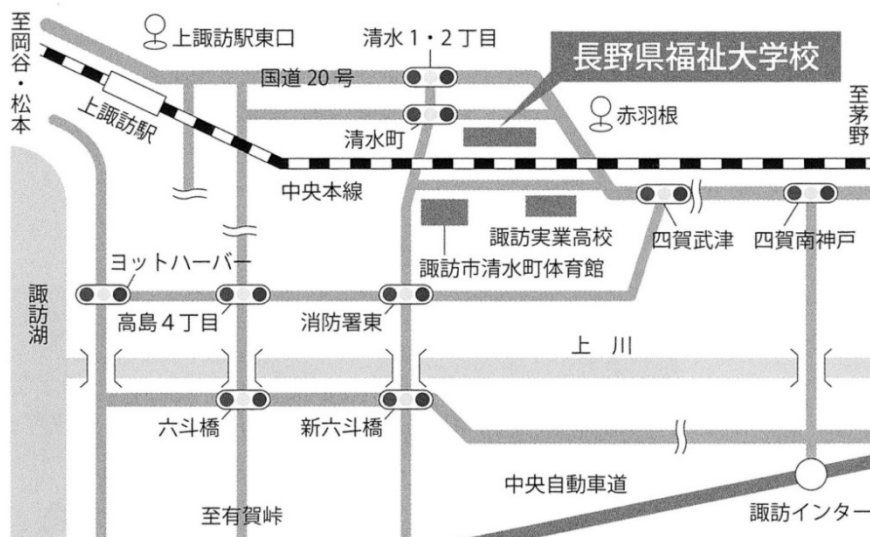 至岡谷・松本
上諏訪駅東口
清水1・2丁目
国道20号
長野県福祉大学校
上諏訪駅
清水町
赤羽根
至茅野
中央本線
諏訪実業高校
諏訪市清水町体育館
四賀武津
四賀南神戸
諏訪湖
ヨットハーバー
高島4丁目
消防署東
上 川
六斗橋
新六斗橋
中央自動車道
至有賀峠
諏訪インター